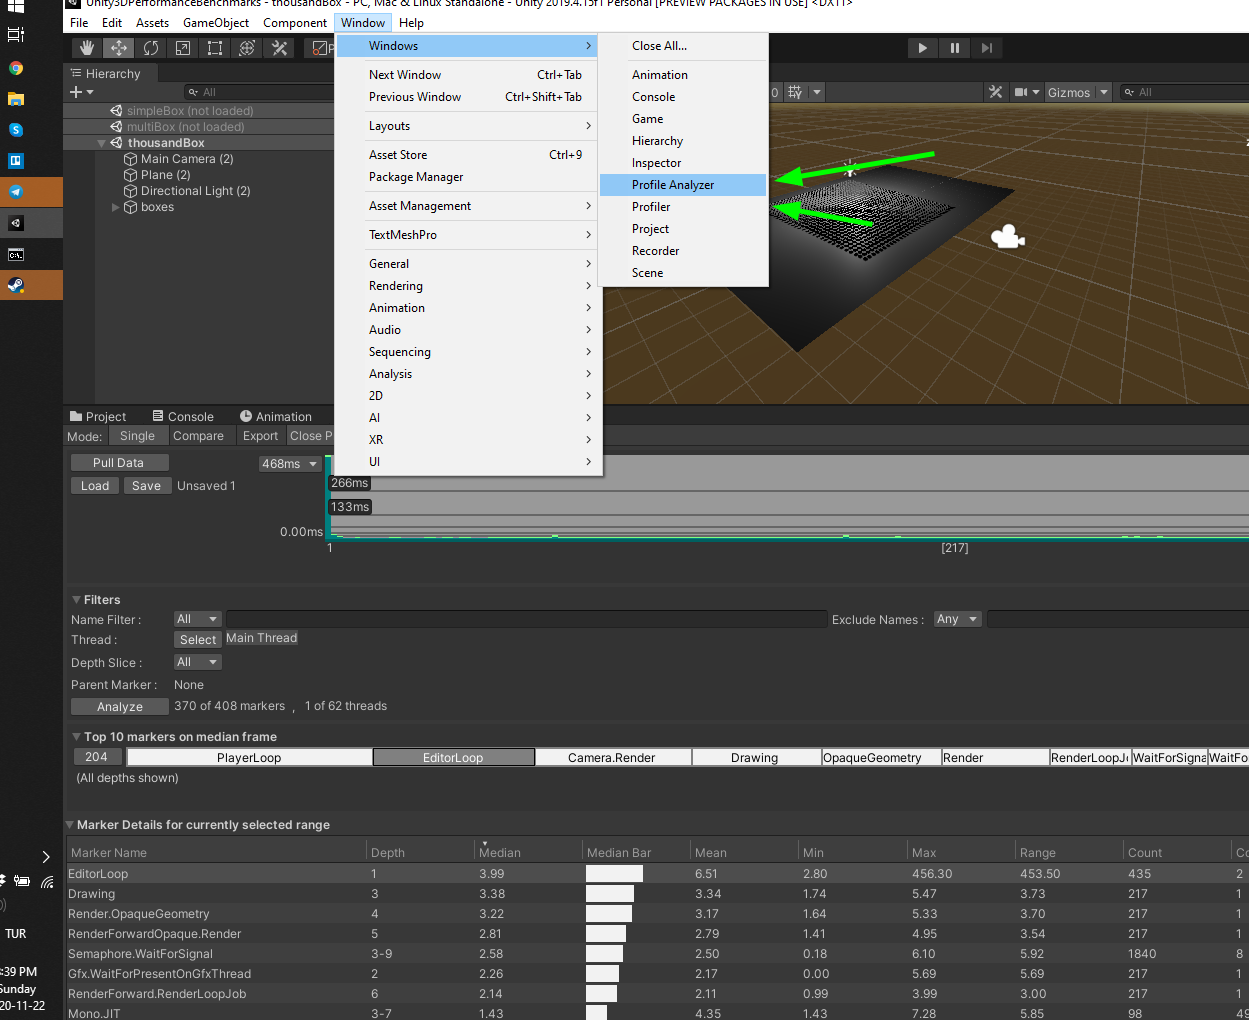 Unity3DPerformanceBenchmarks - thousandBox - PC, Mac & Linux Standalone - Unity 2019.4.15f1 Personal [PREVIEW PACKAGES IN USE] <DX11>
File Edit Assets GameObject Component Window Help
Windows
Next Window Ctrl+Tab
Previous Window Ctrl+Shift+Tab
Layouts
Asset Store Ctrl+9
Package Manager
Asset Management
TextMeshPro
General
Rendering
Animation
Audio
Sequencing
Analysis
2D
AI
XR
UI
Close All...
Animation
Console
Game
Hierarchy
Inspector
Profile Analyzer
Profiler
Project
Recorder
Scene
P
0
Gizmos
All
Hierarchy
All
simpleBox (not loaded)
multiBox (not loaded)
thousandBox
Main Camera (2)
Plane (2)
Directional Light (2)
boxes
Project Console Animation
Mode: Single Compare Export Close P
Pull Data
468ms
Load Save Unsaved 1
266ms
133ms
0.00ms
1 [217]
Filters
Name Filter : All Exclude Names : Any
Thread : Select Main Thread
Depth Slice : All
Parent Marker : None
Analyze 370 of 408 markers , 1 of 62 threads
Top 10 markers on median frame
204 PlayerLoop EditorLoop Camera.Render Drawing OpaqueGeometry Render RenderLoopJ WaitForSigna WaitFo
(All depths shown)
Marker Details for currently selected range
Marker Name Depth Median Median Bar Mean Min Max Range Count Co
EditorLoop 1 3.99 6.51 2.80 456.30 453.50 435 2
Drawing 3 3.38 3.34 1.74 5.47 3.73 217 1
Render.OpaqueGeometry 4 3.22 3.17 1.64 5.33 3.70 217 1
RenderForwardOpaque.Render 5 2.81 2.79 1.41 4.95 3.54 217 1
Semaphore.WaitForSignal 3-9 2.58 2.50 0.18 6.10 5.92 1840 8
Gfx.WaitForPresentOnGfxThread 2 2.26 2.17 0.00 5.69 5.69 217 1
RenderForward.RenderLoopJob 6 2.14 2.11 0.99 3.99 3.00 217 1
Mono.JIT 3-7 1.43 4.35 1.43 7.28 5.85 98 49
TUR
:39 PM
Sunday
20-11-22